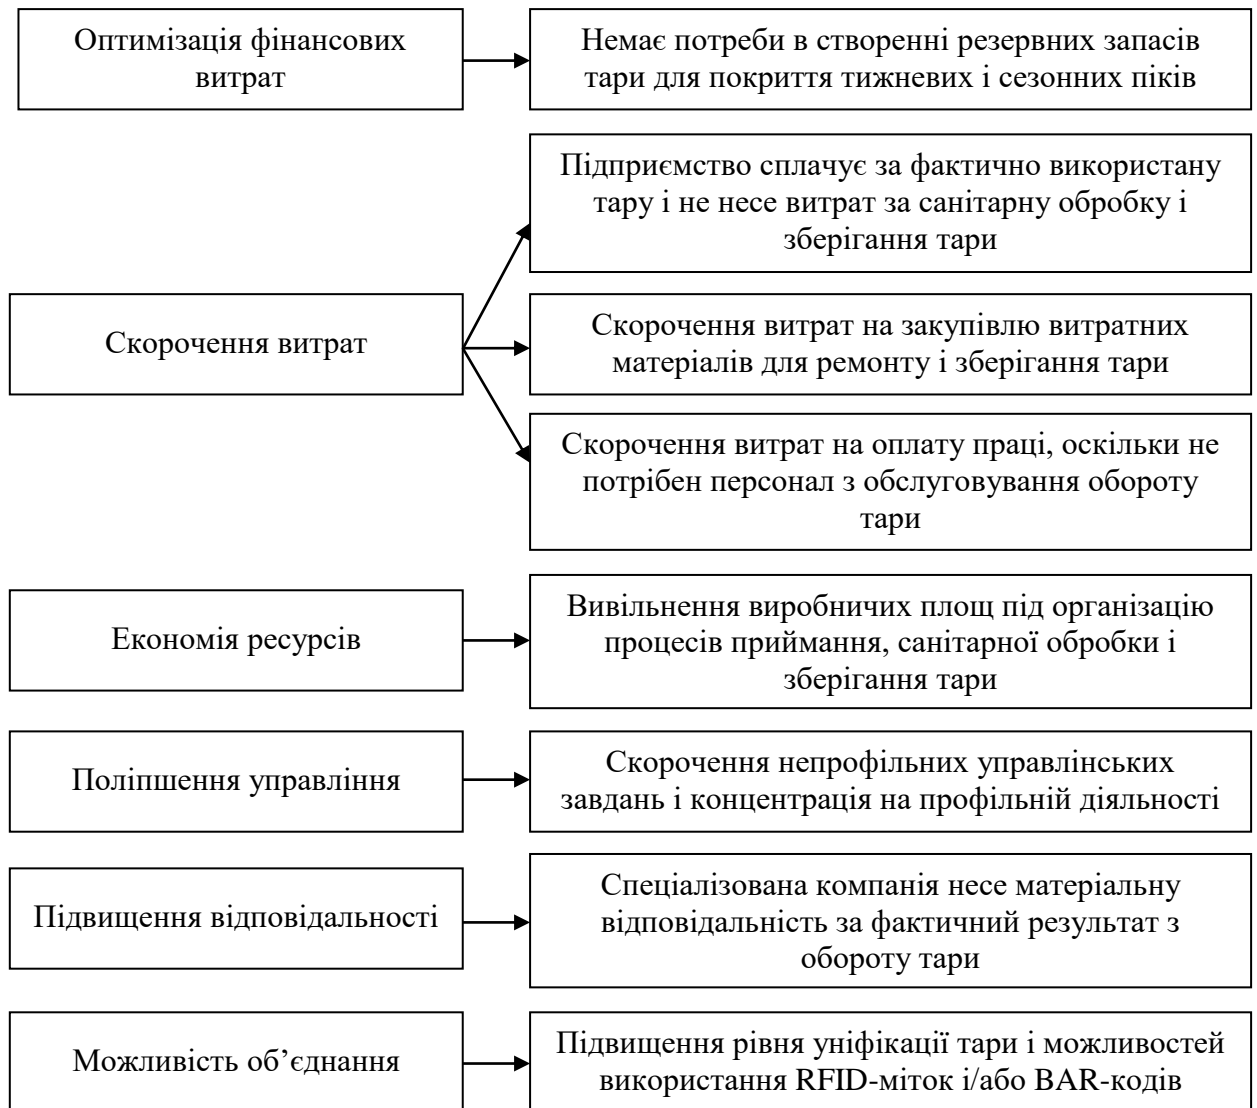 Оптимізація фінансових
витрат
Немає потреби в створенні резервних запасів
тари для покриття тижневих і сезонних піків
Скорочення витрат
Підприємство сплачує за фактично використану
тару і не несе витрат за санітарну обробку і
зберігання тари
Скорочення витрат на закупівлю витратних
матеріалів для ремонту і зберігання тари
Скорочення витрат на оплату праці, оскільки не
потрібен персонал з обслуговування обороту
тари
Економія ресурсів
Вивільнення виробничих площ під організацію
процесів приймання, санітарної обробки і
зберігання тари
Поліпшення управління
Скорочення непрофільних управлінських
завдань і концентрація на профільній діяльності
Підвищення відповідальності
Спеціалізована компанія несе матеріальну
відповідальність за фактичний результат з
обороту тари
Можливість об’єднання
Підвищення рівня уніфікації тари і можливостей
використання RFID-міток і/або BAR-кодів